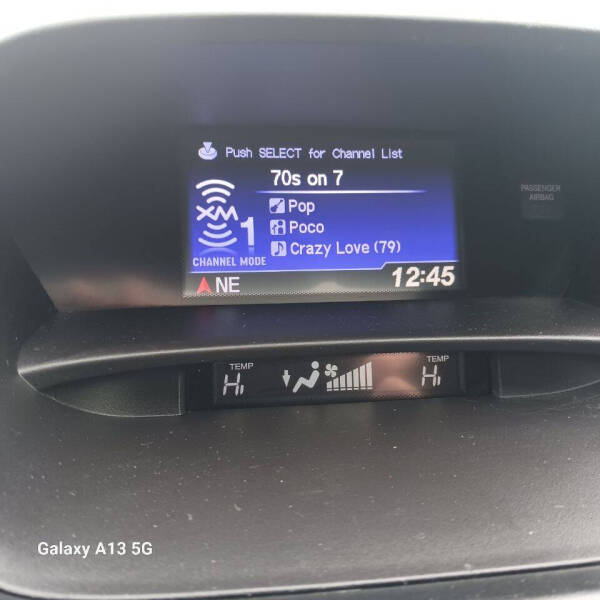 Push SELECT for Channel List
70s on 7
XM 1
Pop
Poco
CHANNEL MODE
Crazy Love (79)
NE
12:45
PASSENGER
AIRBAG
TEMP
Hi
TEMP
Hi
Galaxy A13 5G